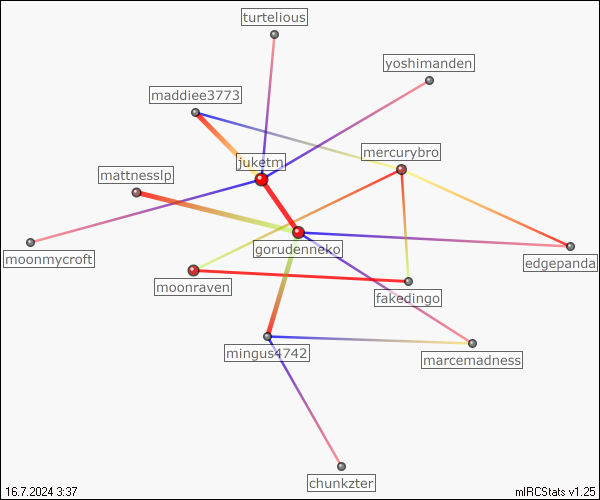 turtelious
yoshimanden
maddiee3773
mercurybro
juketm
mattnesslp
gorudenneko
moonmycroft
edgepanda
moonraven
fakedingo
mingus4742
marcemadness
chunkzter
16.7.2024 3:37
mIRCStats v1.25